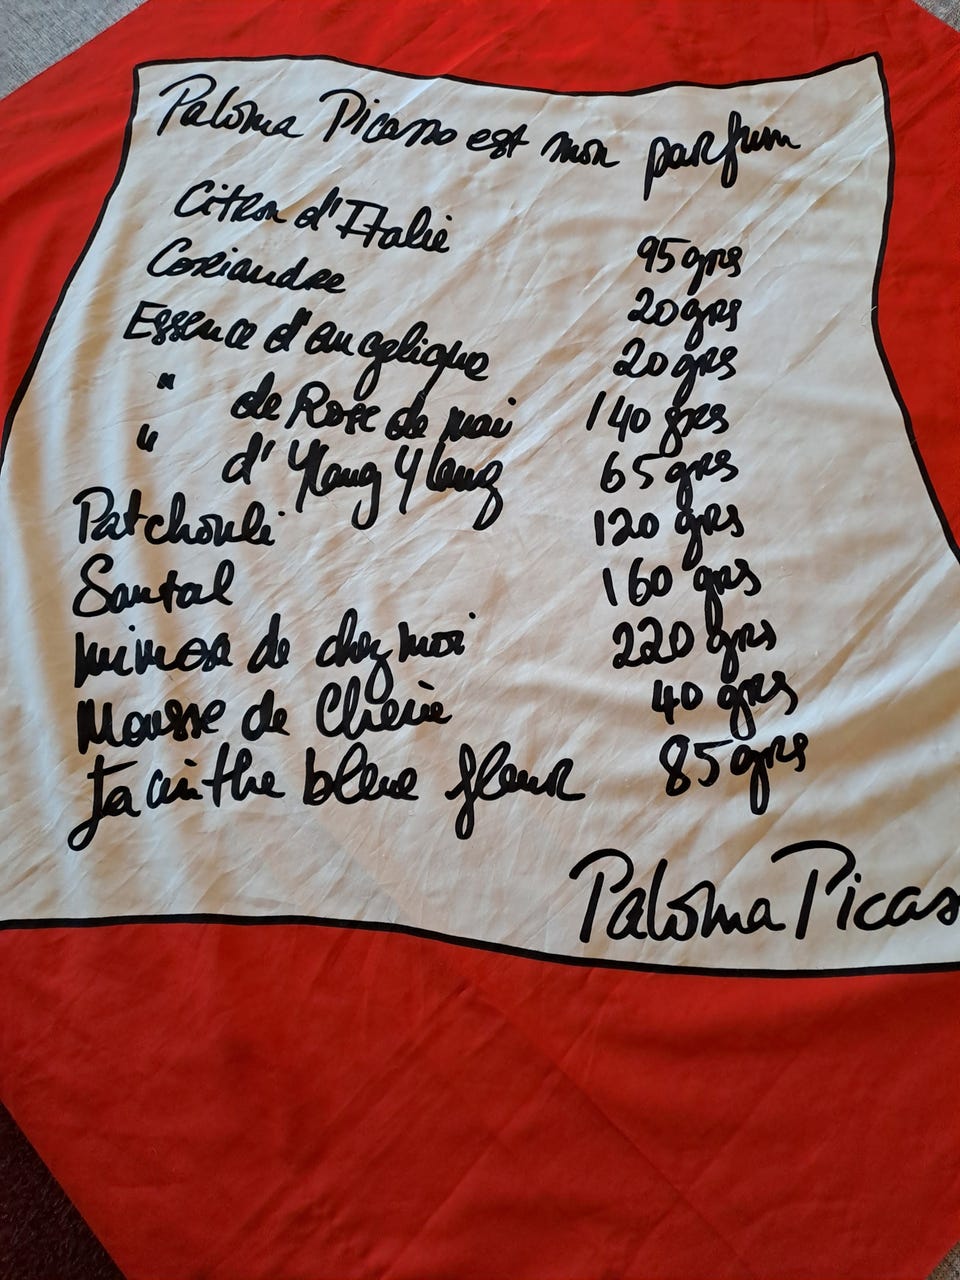 Paloma Picasso est mon parfum
Citron d'Italie 95 grs
Coriandre 20 grs
Essence d'angelique 20 grs
" de Rose de mai 140 grs
" d'Ylang Ylang 65 grs
Patchouli 120 grs
Santal 160 grs
mimosa de chez moi 220 grs
Mousse de Chêne 40 grs
Jacinthe bleue fleur 85 grs
Paloma Picas